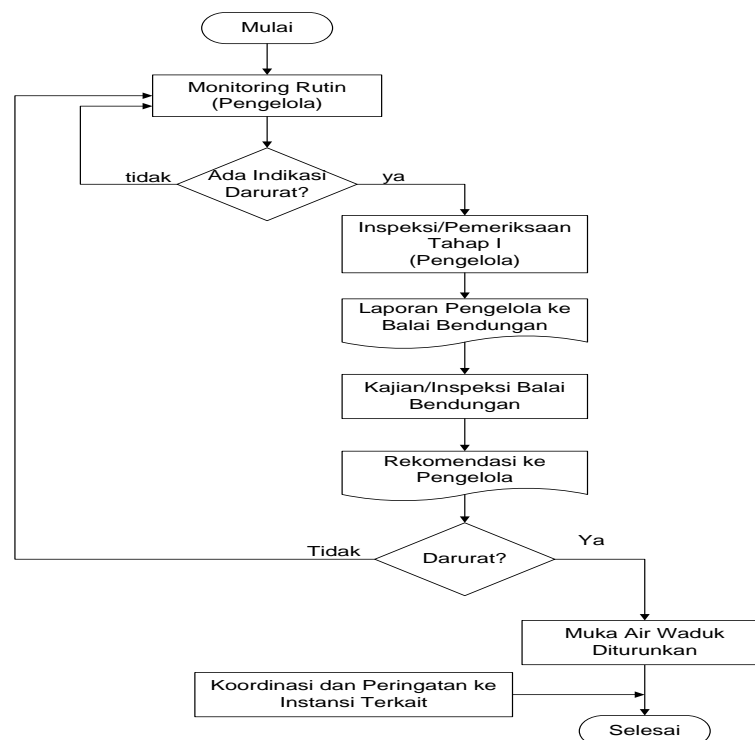 Mulai
Monitoring Rutin
(Pengelola)
Ada Indikasi
Darurat?
tidak
ya
Inspeksi/Pemeriksaan
Tahap I
(Pengelola)
Laporan Pengelola ke
Balai Bendungan
Kajian/Inspeksi Balai
Bendungan
Rekomendasi ke
Pengelola
Darurat?
Tidak
Ya
Muka Air Waduk
Diturunkan
Koordinasi dan Peringatan ke
Instansi Terkait
Selesai